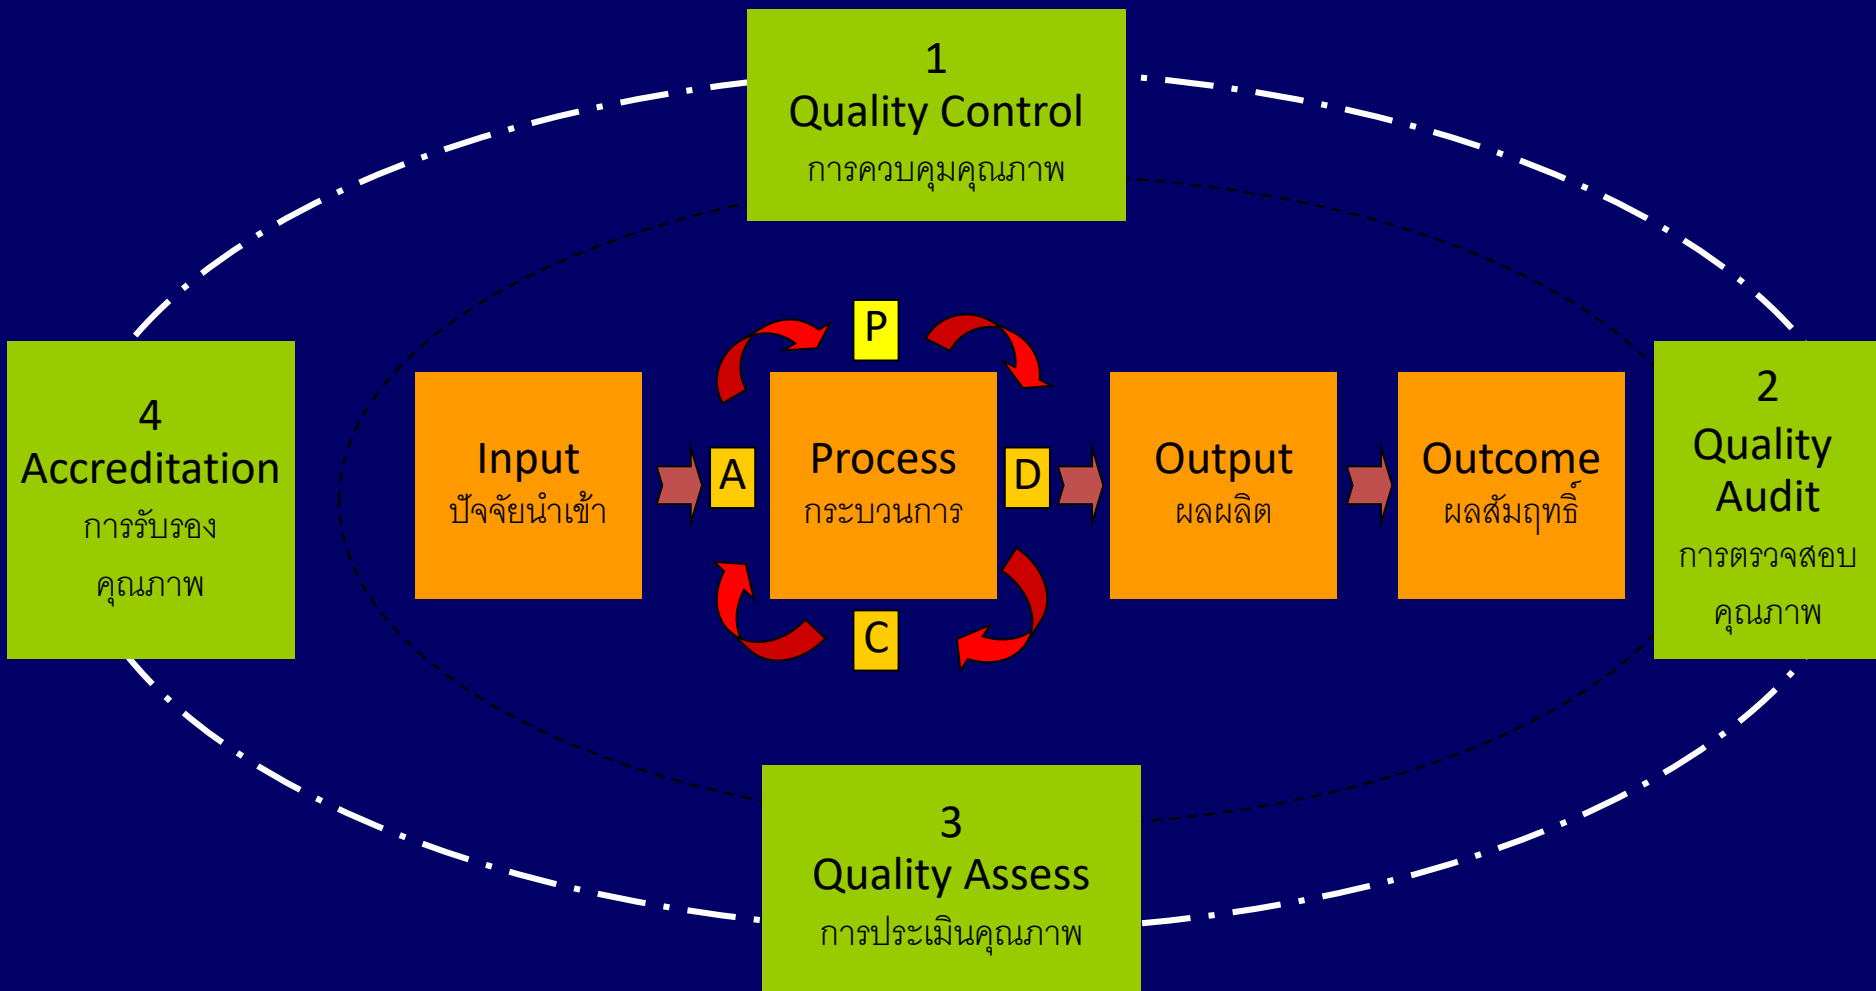 1
Quality Control
การควบคุมคุณภาพ
4
Accreditation
การรับรอง
คุณภาพ
Input
ปัจจัยนำเข้า
P
A
Process
กระบวนการ
D
C
Output
ผลผลิต
Outcome
ผลสัมฤทธิ์
2
Quality
Audit
การตรวจสอบ
คุณภาพ
3
Quality Assess
การประเมินคุณภาพ